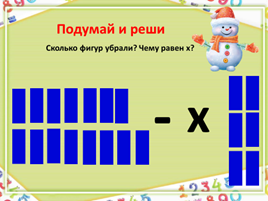 Подумай и реши
Сколько фигур убрали? Чему равен х?
- х